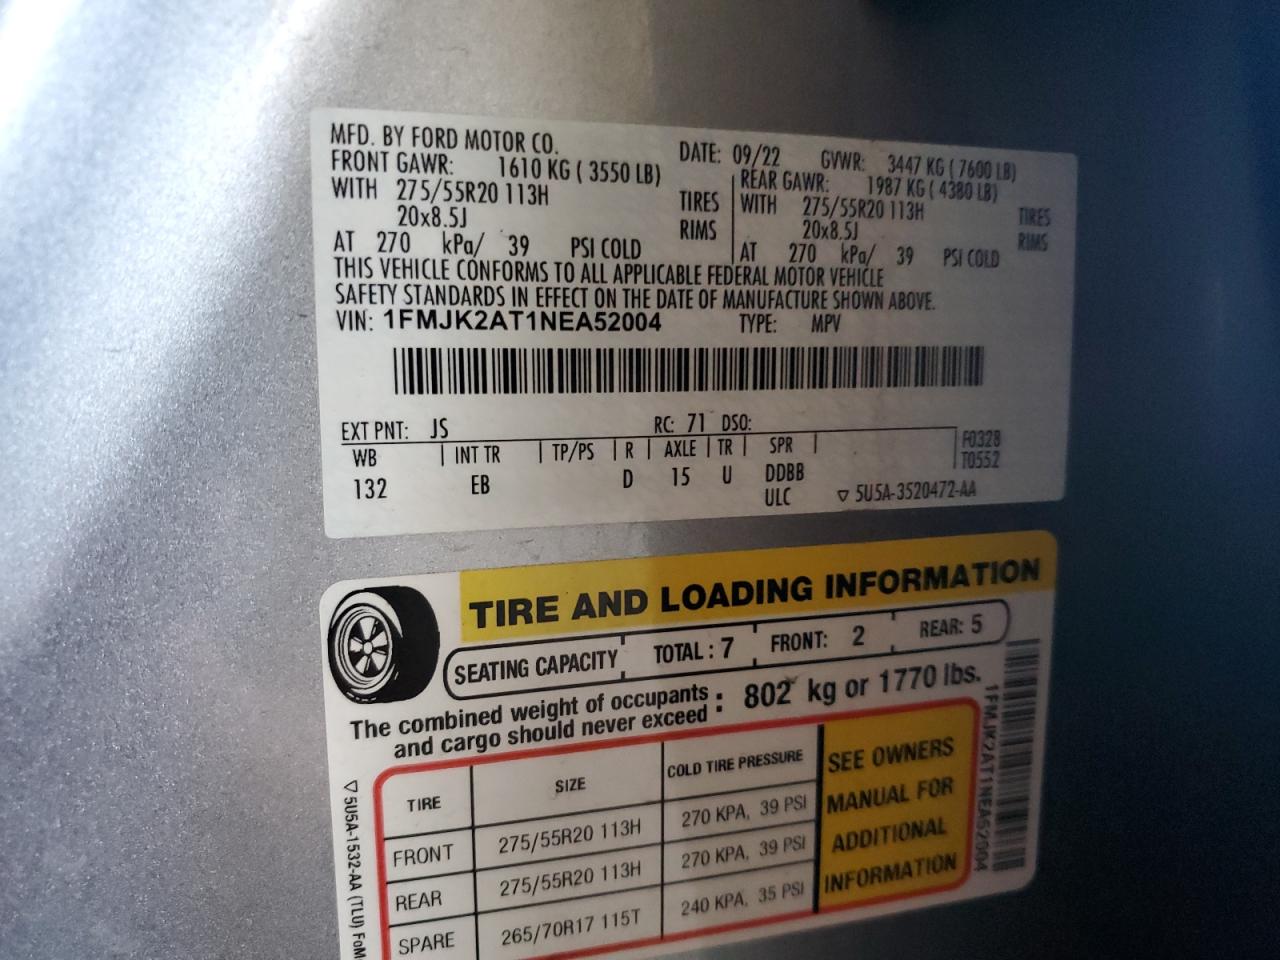 MFD. BY FORD MOTOR CO.
DATE: 09/22 GVWR: 3447 KG ( 7600 LB)
FRONT GAWR: 1610 KG ( 3550 LB)
WITH 275/55R20 113H TIRES
20x8.5J RIMS
AT 270 kPa/ 39 PSI COLD
REAR GAWR: 1987 KG ( 4380 LB)
WITH 275/55R20 113H TIRES
20x8.5J RIMS
AT 270 kPa/ 39 PSI COLD
THIS VEHICLE CONFORMS TO ALL APPLICABLE FEDERAL MOTOR VEHICLE
SAFETY STANDARDS IN EFFECT ON THE DATE OF MANUFACTURE SHOWN ABOVE.
VIN: 1FMJK2AT1NEA52004 TYPE: MPV
EXT PNT: JS RC: 71 DSO:
WB INT TR TP/PS R AXLE TR SPR
132 EB D 15 U DDBB
ULC
F0328
T0552
▽ 5U5A-3520472-AA
TIRE AND LOADING INFORMATION
SEATING CAPACITY TOTAL : 7 FRONT: 2 REAR: 5
The combined weight of occupants and cargo should never exceed : 802 kg or 1770 lbs.
TIRE SIZE COLD TIRE PRESSURE
FRONT 275/55R20 113H 270 KPA, 39 PSI
REAR 275/55R20 113H 270 KPA, 39 PSI
SPARE 265/70R17 115T 240 KPA, 35 PSI
SEE OWNERS
MANUAL FOR
ADDITIONAL
INFORMATION
1FMJK2AT1NEA52004
▽ 5U5A-1532-AA (TLU) FoM